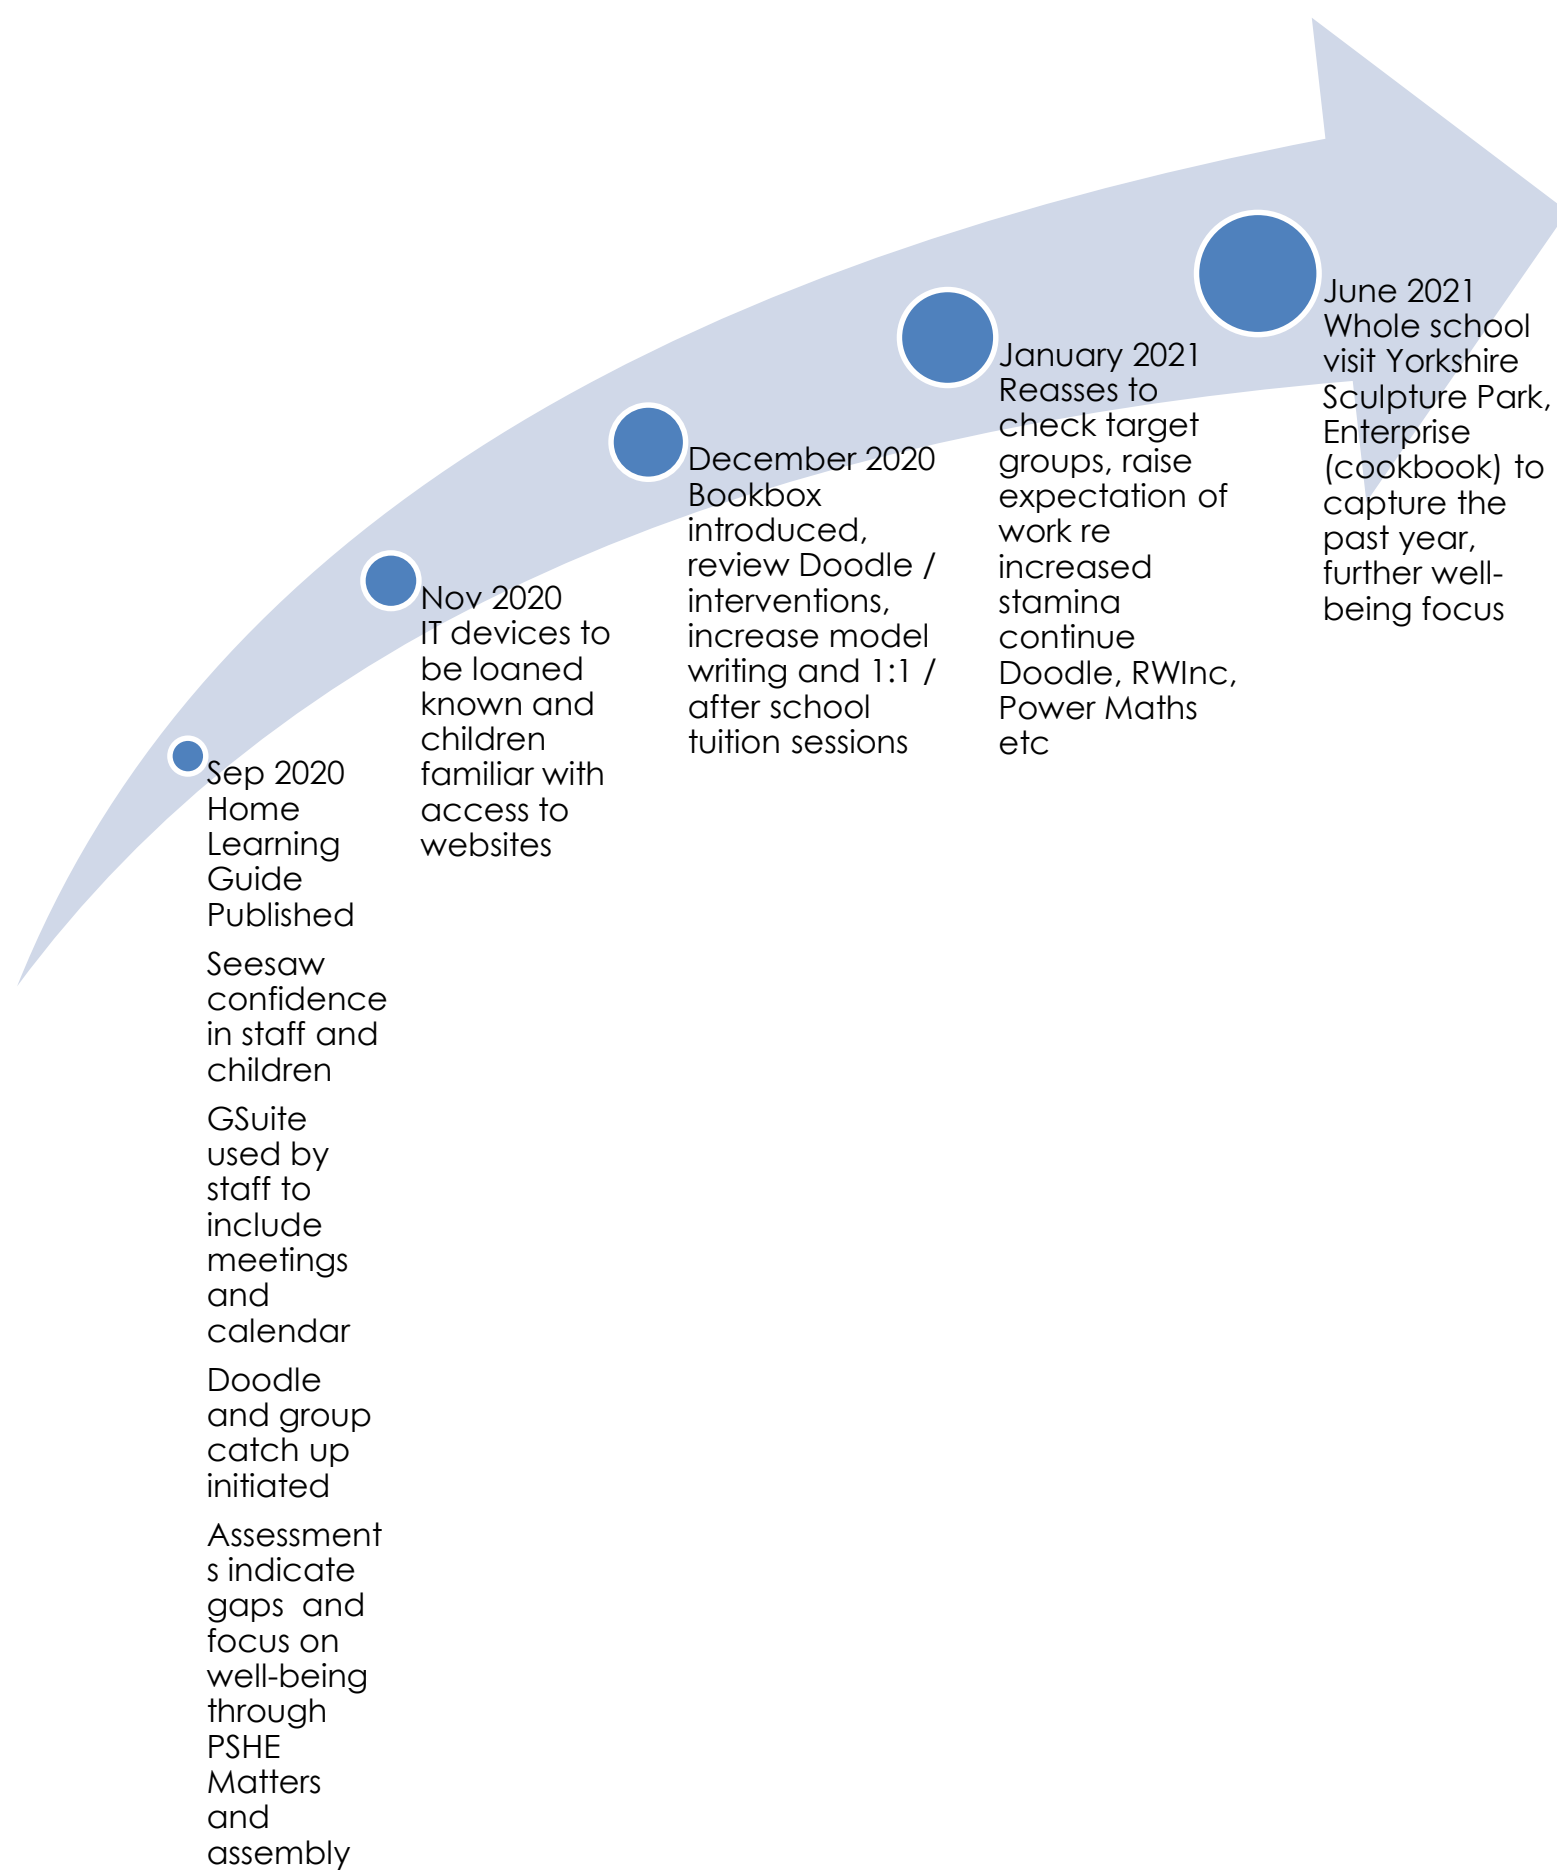 Sep 2020
Home
Learning
Guide
Published
Seesaw
confidence
in staff and
children
GSuite
used by
staff to
include
meetings
and
calendar
Doodle
and group
catch up
initiated
Assessment
s indicate
gaps  and
focus on
well-being
through
PSHE
Matters
and
assembly
Nov 2020
IT devices to
be loaned
known and
children
familiar with
access to
websites
December 2020
Bookbox
introduced,
review Doodle /
interventions,
increase model
writing and 1:1 /
after school
tuition sessions
January 2021
Reasses to
check target
groups, raise
expectation of
work re
increased
stamina
continue
Doodle, RWInc,
Power Maths
etc
June 2021
Whole school
visit Yorkshire
Sculpture Park,
Enterprise
(cookbook) to
capture the
past year,
further well-
being focus